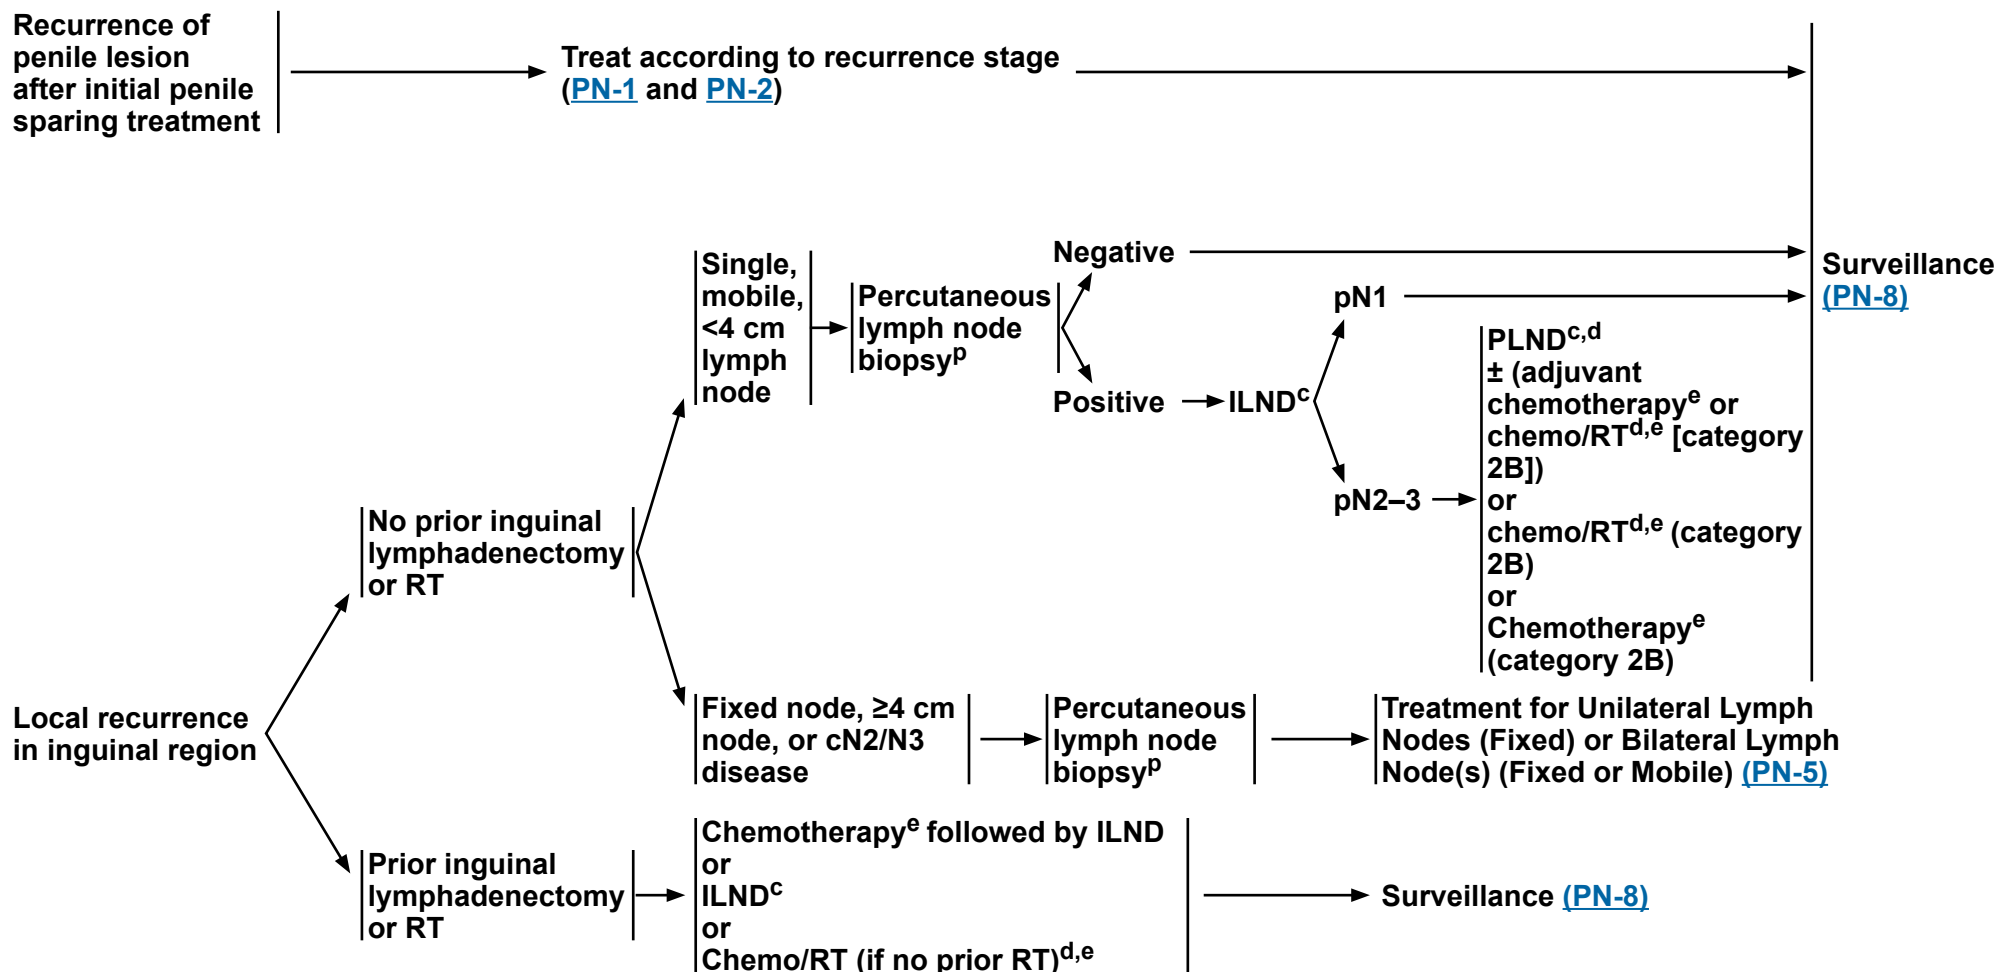 Recurrence of
penile lesion
after initial penile
sparing treatment
Treat according to recurrence stage
(PN-1 and PN-2)
Surveillance
(PN-8)
Local recurrence
in inguinal region
No prior inguinal
lymphadenectomy
or RT
Single,
mobile,
<4 cm
lymph
node
Percutaneous
lymph node
biopsyp
Negative
Positive
ILNDc
pN1
pN2–3
PLNDc,d
± (adjuvant
chemotherapye or
chemo/RTd,e [category
2B])
or
chemo/RTd,e (category
2B)
or
Chemotherapye
(category 2B)
Fixed node, ≥4 cm
node, or cN2/N3
disease
Percutaneous
lymph node
biopsyp
Treatment for Unilateral Lymph
Nodes (Fixed) or Bilateral Lymph
Node(s) (Fixed or Mobile) (PN-5)
Prior inguinal
lymphadenectomy
or RT
Chemotherapye followed by ILND
or
ILNDc
or
Chemo/RT (if no prior RT)d,e
Surveillance (PN-8)